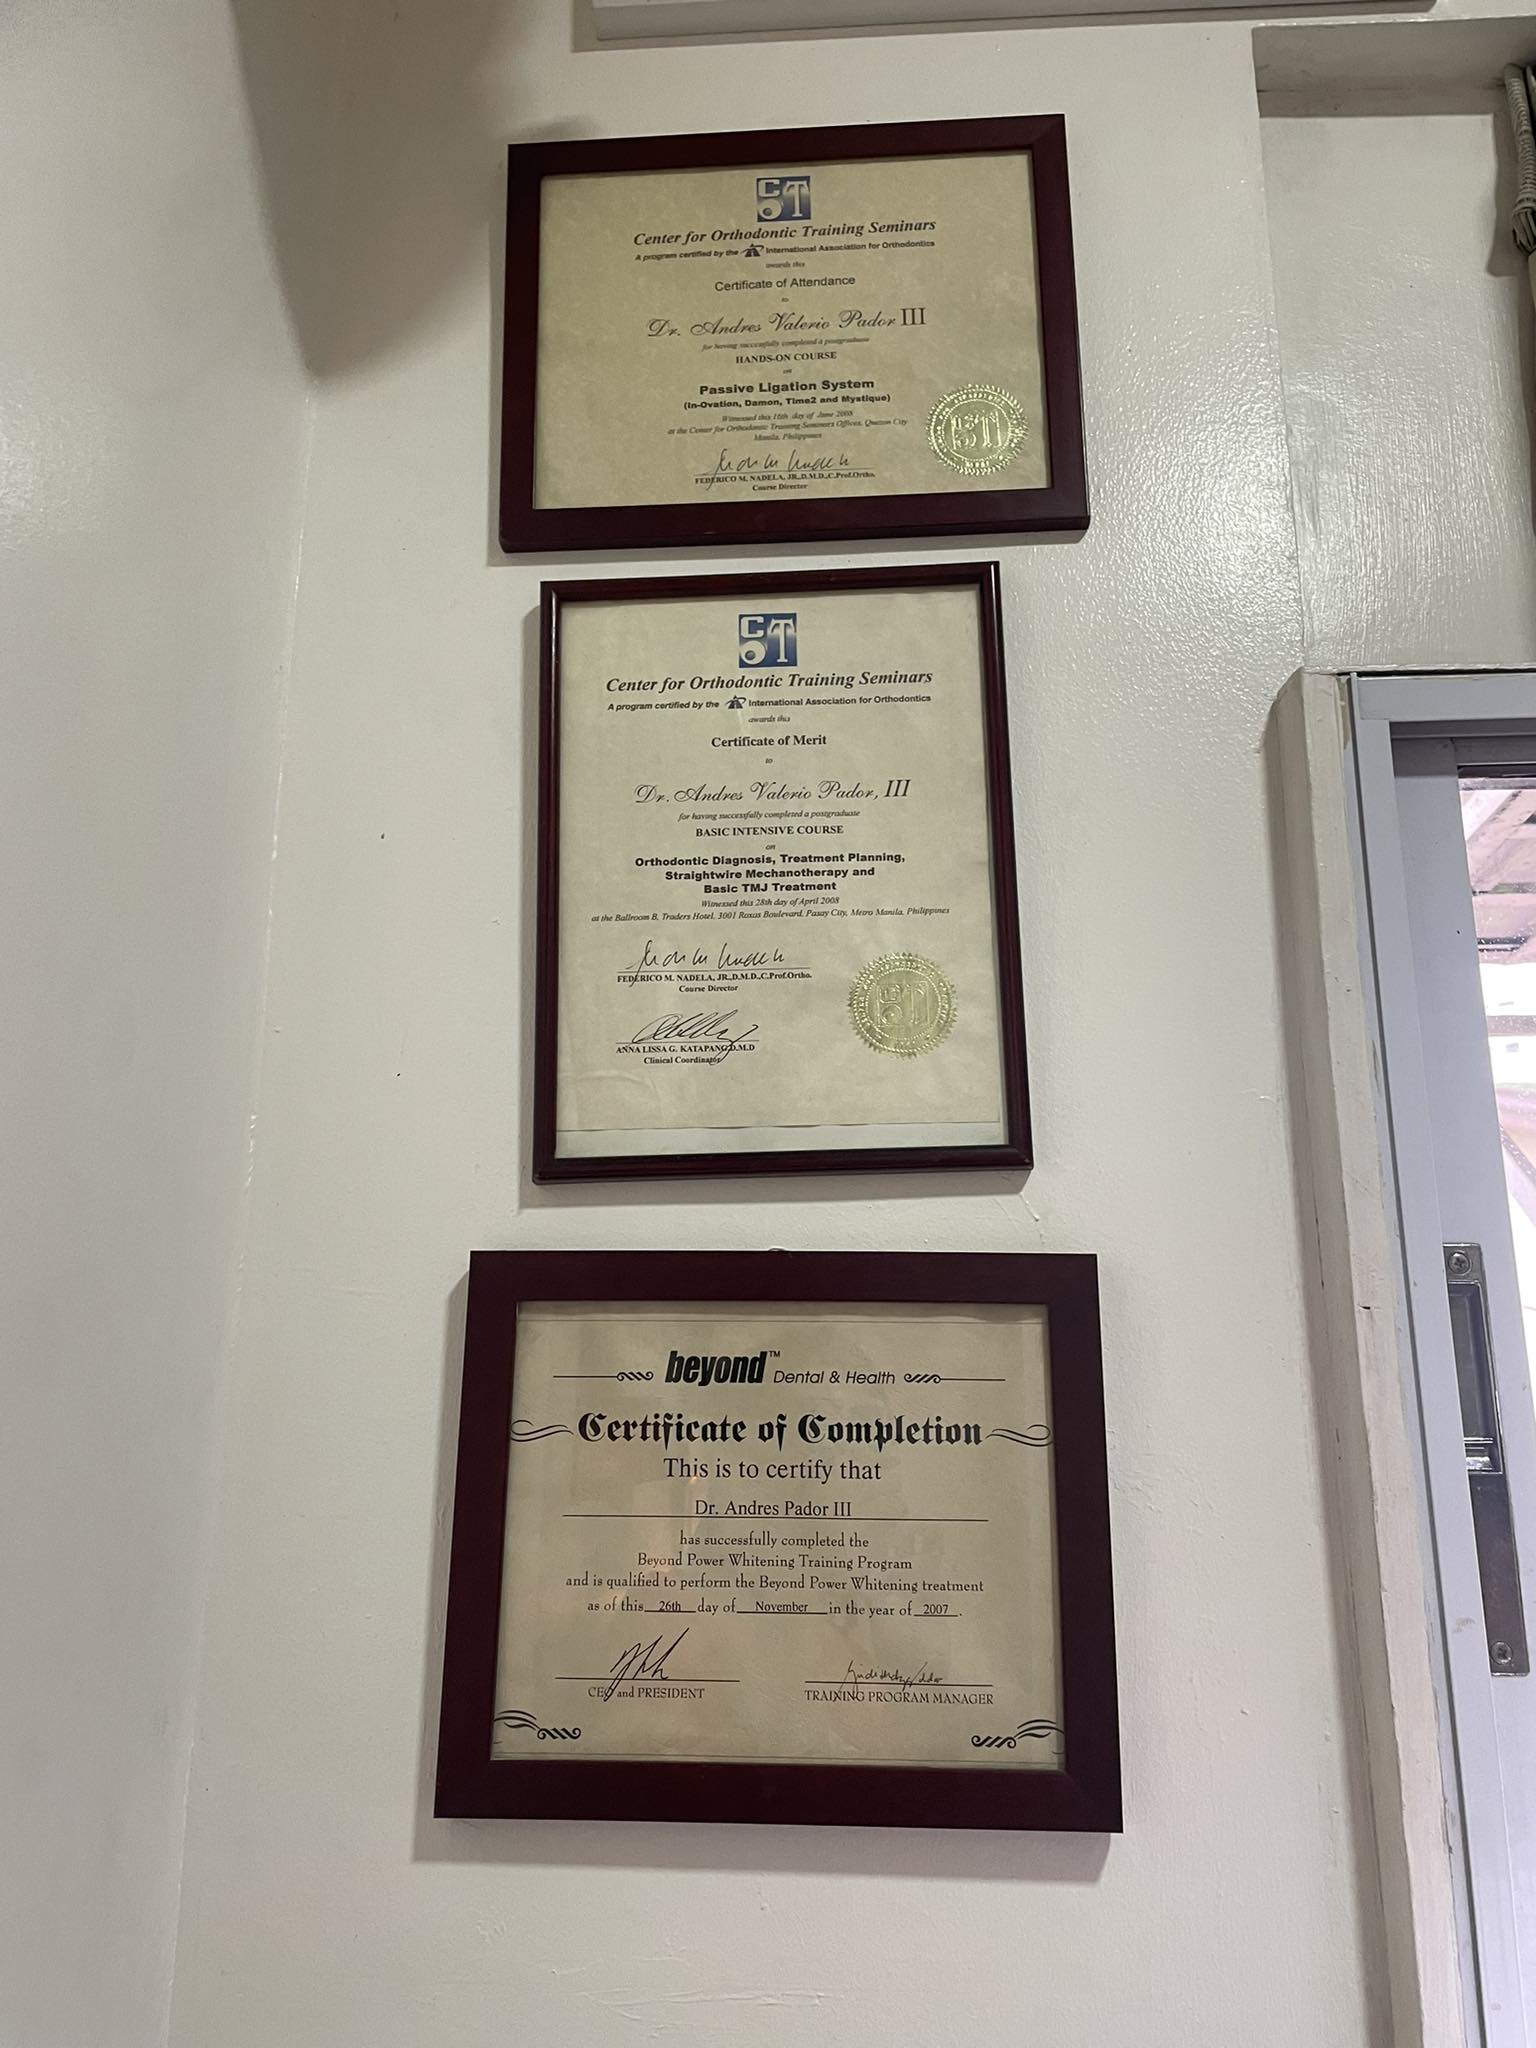 COT
Center for Orthodontic Training Seminars
A program certified by the International Association for Orthodontics
awards this
Certificate of Attendance
to
Dr. Andres Valerio Pador III
for having successfully completed a postgraduate
HANDS-ON COURSE
on
Passive Ligation System
(In-Ovation, Damon, Time2 and Mystique)
Witnessed this 16th day of June 2008
at the Center for Orthodontic Training Seminars Offices, Quezon City
Manila, Philippines
FEDERICO M. NADELA, JR.,D.M.D.,C.Prof.Ortho.
Course Director
COT
Center for Orthodontic Training Seminars
A program certified by the International Association for Orthodontics
awards this
Certificate of Merit
to
Dr. Andres Valerio Pador, III
for having successfully completed a postgraduate
BASIC INTENSIVE COURSE
on
Orthodontic Diagnosis, Treatment Planning,
Straightwire Mechanotherapy and
Basic TMJ Treatment
Witnessed this 28th day of April 2008
at the Ballroom B, Traders Hotel, 3001 Roxas Boulevard, Pasay City, Metro Manila, Philippines
FEDERICO M. NADELA, JR.,D.M.D.,C.Prof.Ortho.
Course Director
ANNA LISSA G. KATAPANG,D.M.D
Clinical Coordinator
beyond™ Dental & Health
Certificate of Completion
This is to certify that
Dr. Andres Pador III
has successfully completed the
Beyond Power Whitening Training Program
and is qualified to perform the Beyond Power Whitening treatment
as of this 26th day of November in the year of 2007.
CEO and PRESIDENT
TRAINING PROGRAM MANAGER